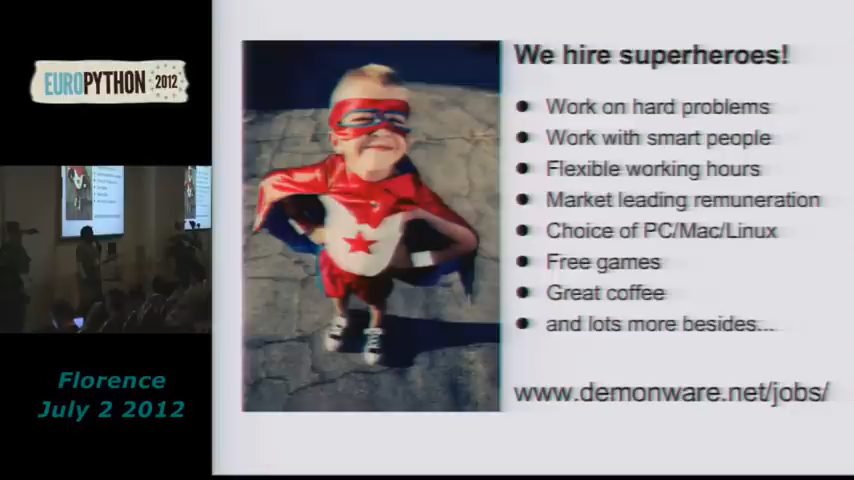 EUROPYTHON 2012
Florence
July 2 2012
We hire superheroes!
Work on hard problems
Work with smart people
Flexible working hours
Market leading remuneration
Choice of PC/Mac/Linux
Free games
Great coffee
and lots more besides...
www.demonware.net/jobs/